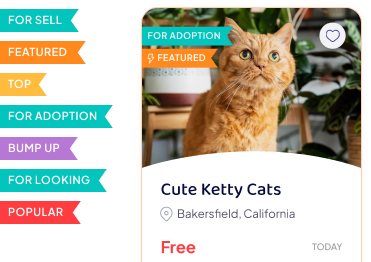 FOR SELL
FEATURED
TOP
FOR ADOPTION
BUMP UP
FOR LOOKING
POPULAR
FOR ADOPTION
FEATURED
Cute Ketty Cats
Bakersfield, California
Free
TODAY